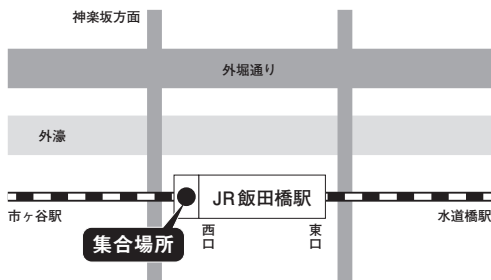 神楽坂方面
外堀通り
外濠
JR飯田橋駅
市ヶ谷駅
水道橋駅
西口
東口
集合場所